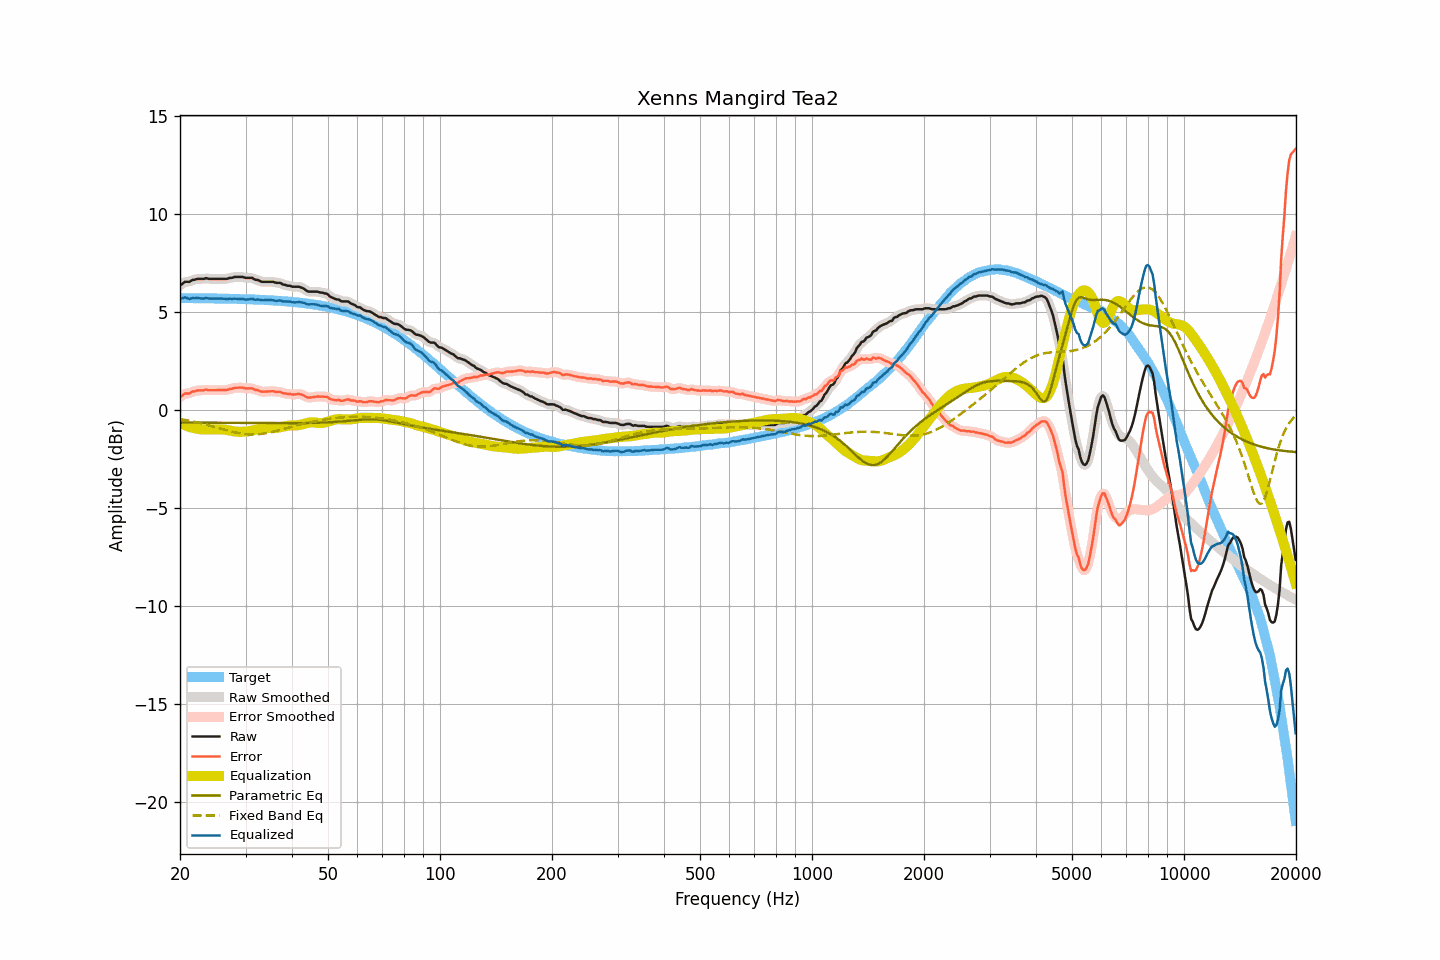 Xenns Mangird Tea2
15
10
5
0
−5
−10
−15
−20
Amplitude (dBr)
Target
Raw Smoothed
Error Smoothed
Raw
Error
Equalization
Parametric Eq
Fixed Band Eq
Equalized
20 50 100 200 500 1000 2000 5000 10000 20000
Frequency (Hz)